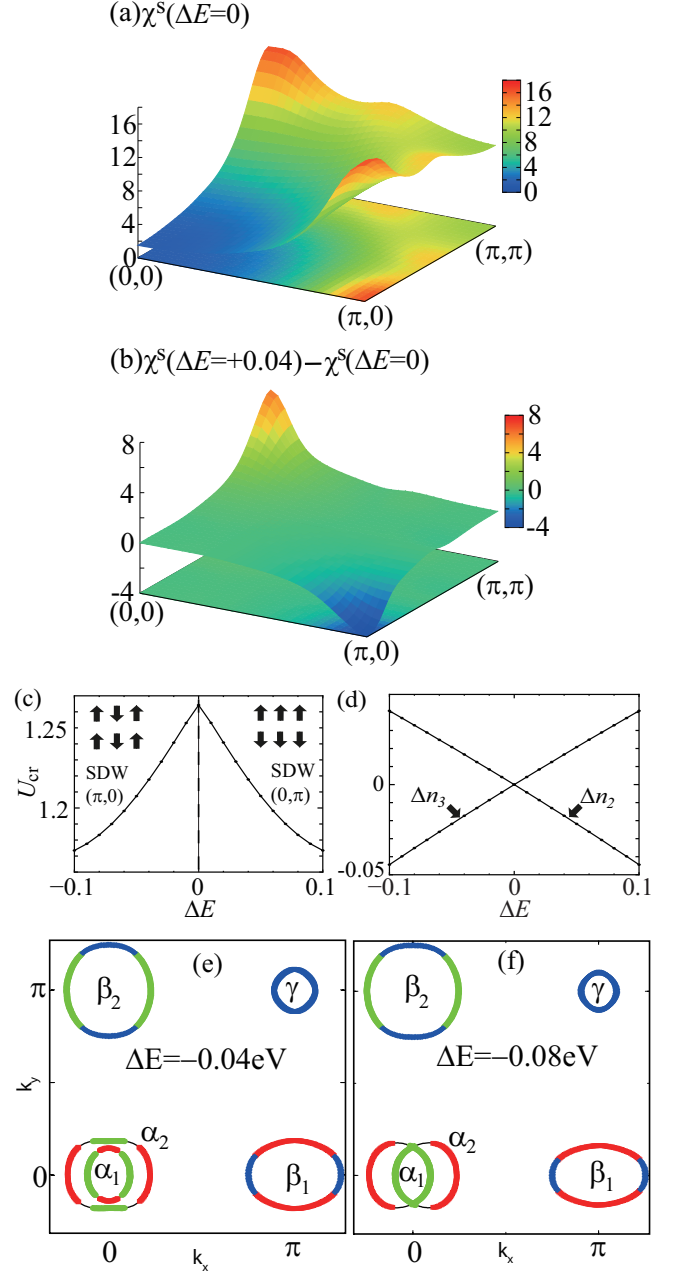 (a)χˢ(ΔE=0)
16
12
8
4
0
(0,0)
(π,0)
(π,π)
16
12
8
4
0
(b)χˢ(ΔE=+0.04)−χˢ(ΔE=0)
8
4
0
-4
(0,0)
(π,0)
(π,π)
8
4
0
-4
(c)
1.25
1.2
U_cr
SDW
(π,0)
SDW
(0,π)
−0.1
0
0.1
ΔE
(d)
0
-0.05
Δn₃
Δn₂
−0.1
0
0.1
ΔE
(e)
β₂
γ
π
ΔE=−0.04eV
k_y
α₂
α₁
β₁
0
0
k_x
π
(f)
β₂
γ
ΔE=−0.08eV
α₂
α₁
β₁
0
k_x
π